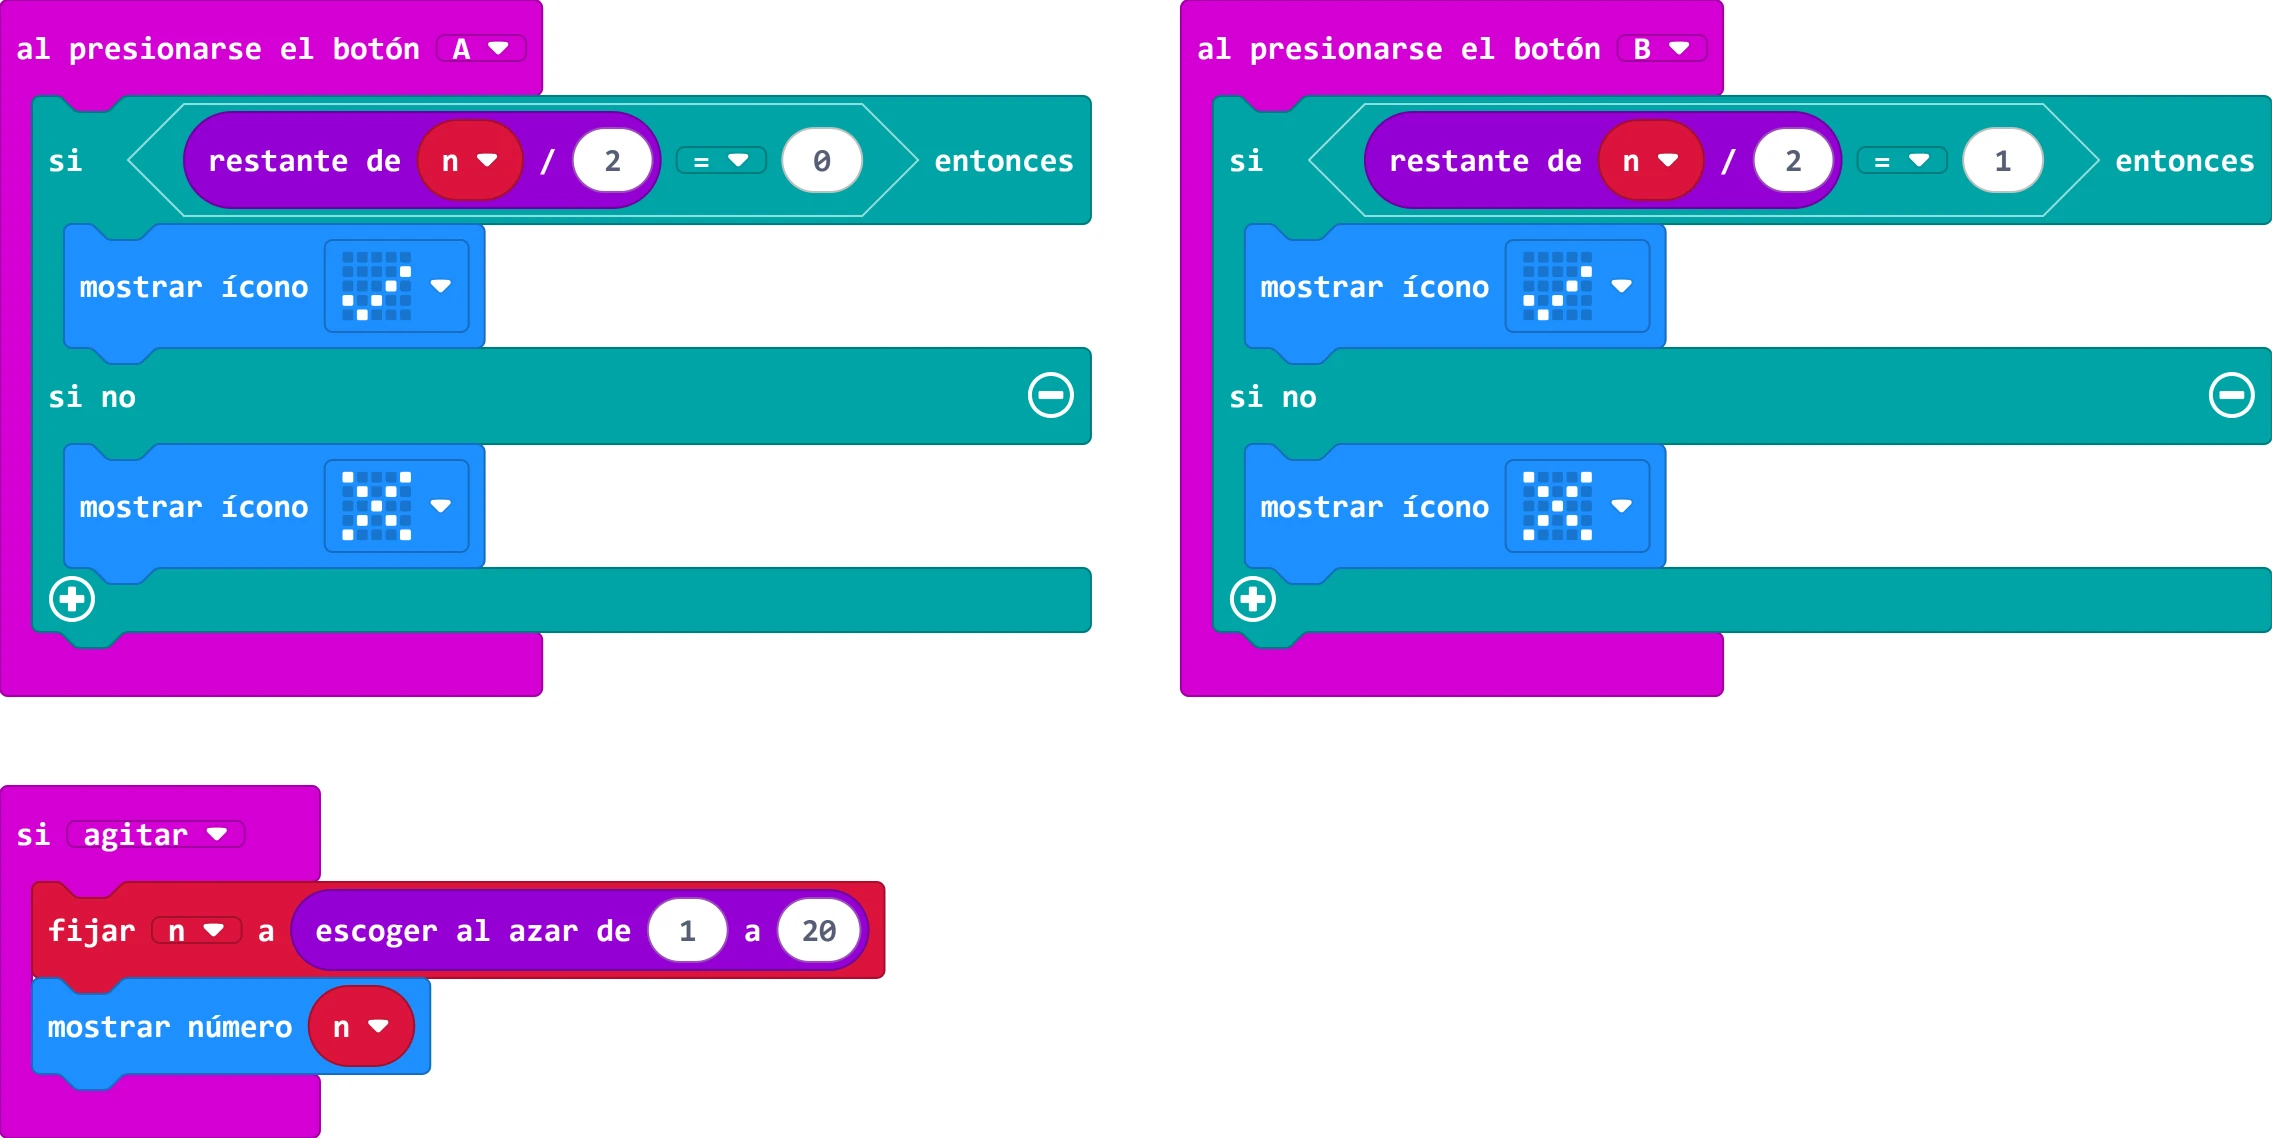 al presionarse el botón A
si restante de n / 2 = 0 entonces
mostrar ícono
si no
mostrar ícono
al presionarse el botón B
si restante de n / 2 = 1 entonces
mostrar ícono
si no
mostrar ícono
si agitar
fijar n a escoger al azar de 1 a 20
mostrar número n